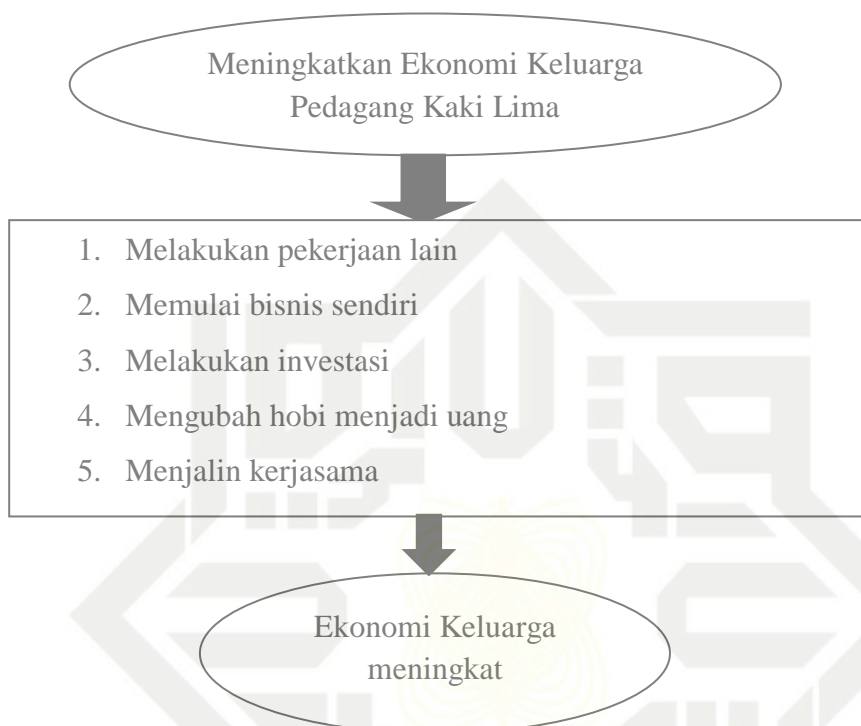 Meningkatkan Ekonomi Keluarga
Pedagang Kaki Lima
1. Melakukan pekerjaan lain
2. Memulai bisnis sendiri
3. Melakukan investasi
4. Mengubah hobi menjadi uang
5. Menjalin kerjasama
Ekonomi Keluarga
meningkat